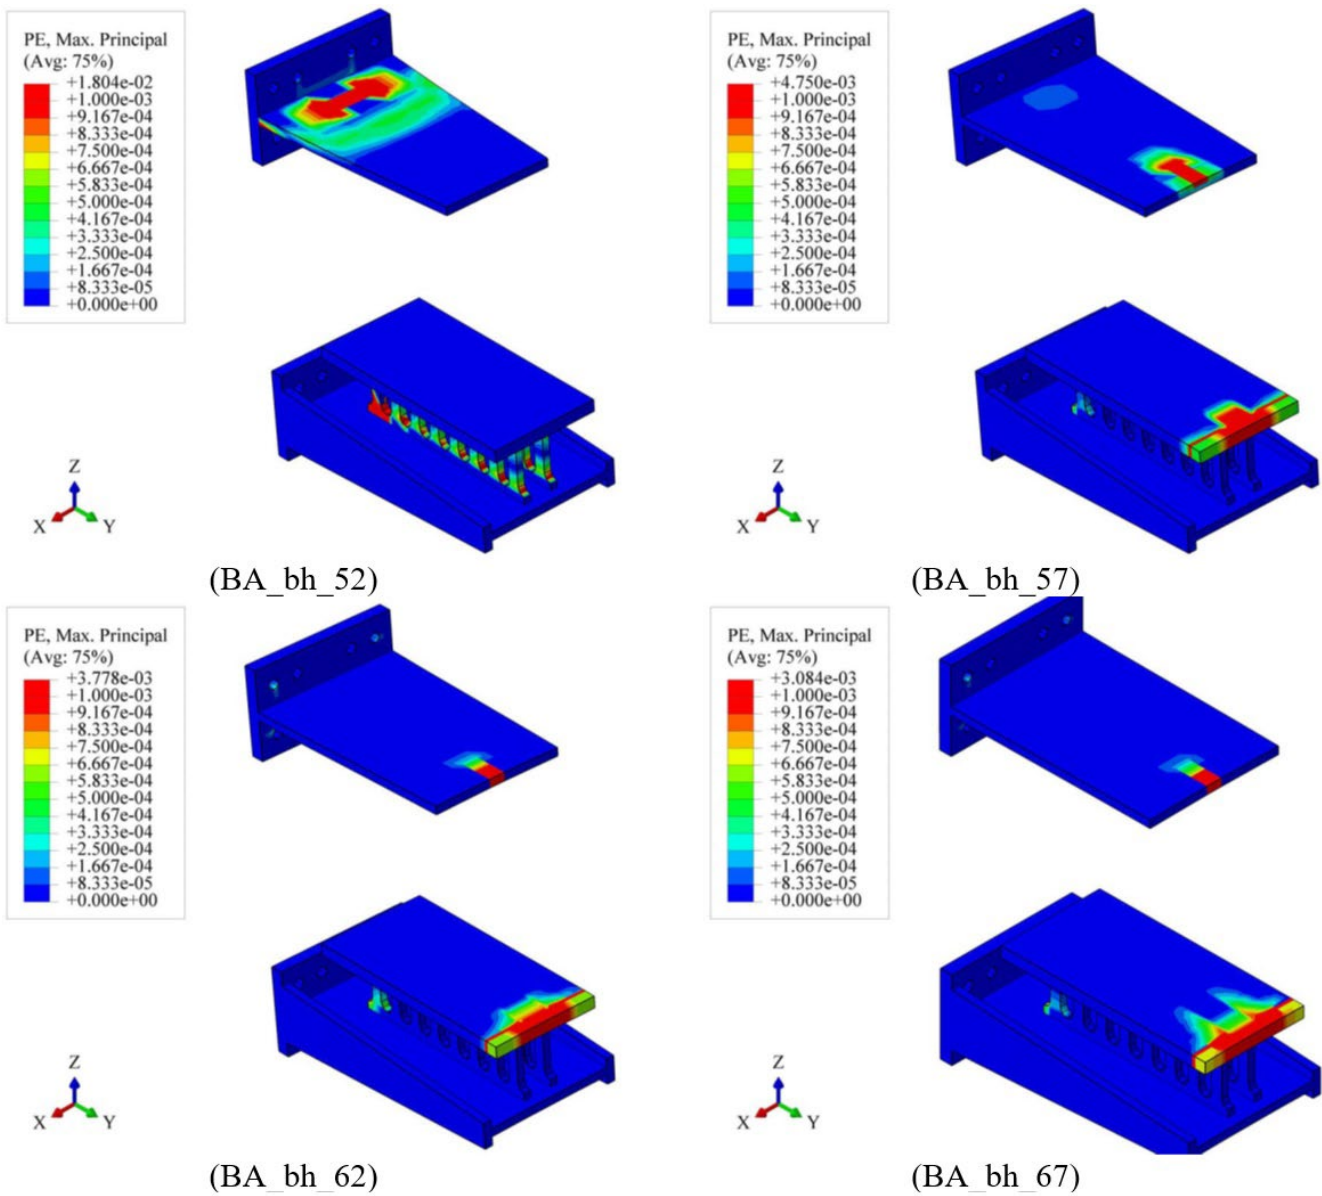 PE, Max. Principal
(Avg: 75%)
+1.804e-02
+1.000e-03
+9.167e-04
+8.333e-04
+7.500e-04
+6.667e-04
+5.833e-04
+5.000e-04
+4.167e-04
+3.333e-04
+2.500e-04
+1.667e-04
+8.333e-05
+0.000e+00
Z
X
Y
(BA_bh_52)
PE, Max. Principal
(Avg: 75%)
+4.750e-03
+1.000e-03
+9.167e-04
+8.333e-04
+7.500e-04
+6.667e-04
+5.833e-04
+5.000e-04
+4.167e-04
+3.333e-04
+2.500e-04
+1.667e-04
+8.333e-05
+0.000e+00
Z
X
Y
(BA_bh_57)
PE, Max. Principal
(Avg: 75%)
+3.778e-03
+1.000e-03
+9.167e-04
+8.333e-04
+7.500e-04
+6.667e-04
+5.833e-04
+5.000e-04
+4.167e-04
+3.333e-04
+2.500e-04
+1.667e-04
+8.333e-05
+0.000e+00
Z
X
Y
(BA_bh_62)
PE, Max. Principal
(Avg: 75%)
+3.084e-03
+1.000e-03
+9.167e-04
+8.333e-04
+7.500e-04
+6.667e-04
+5.833e-04
+5.000e-04
+4.167e-04
+3.333e-04
+2.500e-04
+1.667e-04
+8.333e-05
+0.000e+00
Z
X
Y
(BA_bh_67)